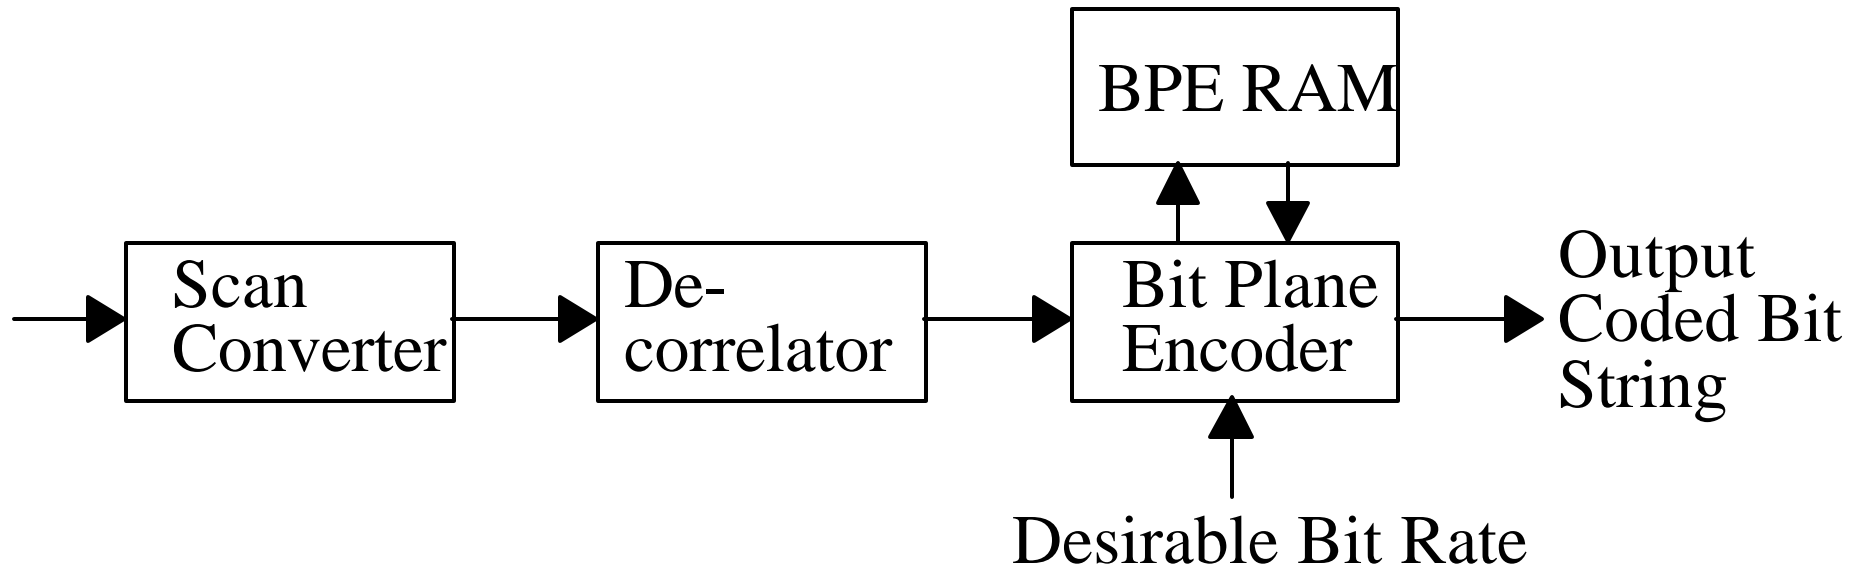 BPE RAM
Scan
Converter
De-
correlator
Bit Plane
Encoder
Output
Coded Bit
String
Desirable Bit Rate